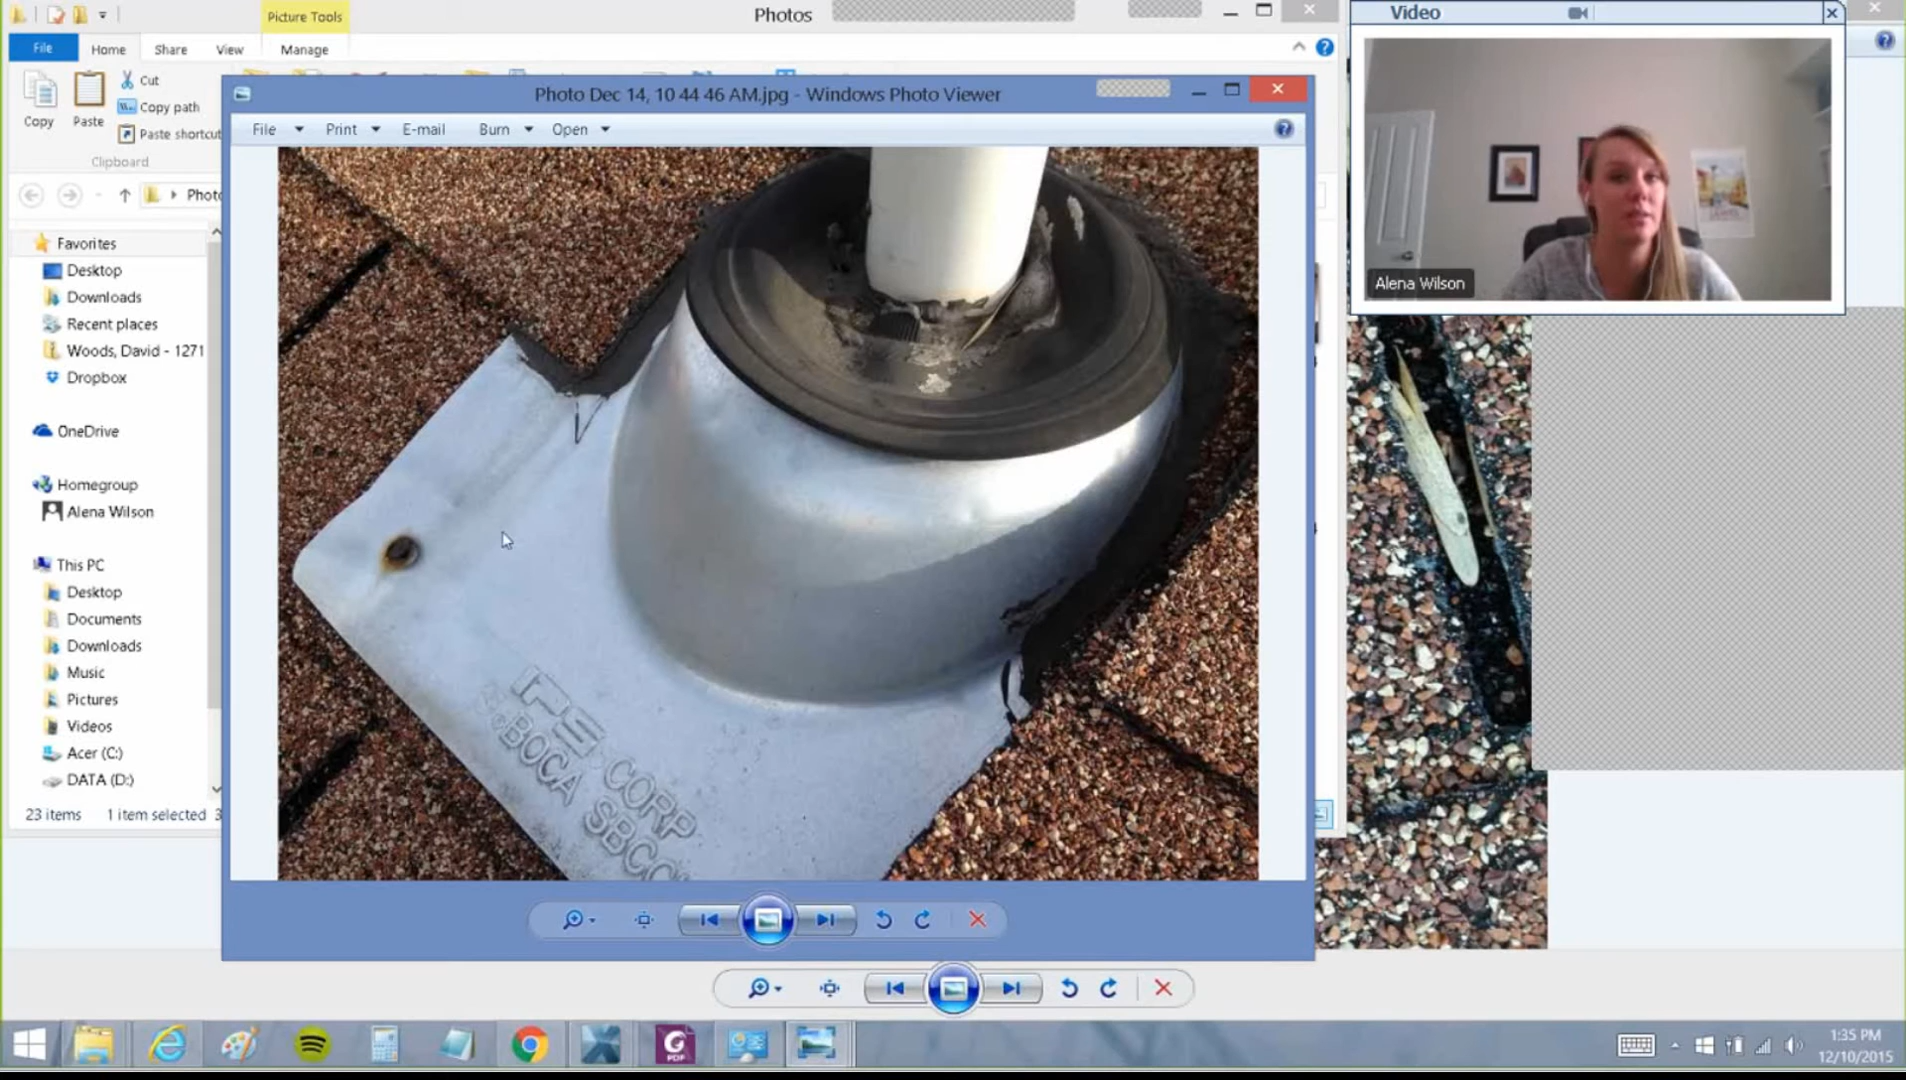 Picture Tools
Photos
Video
File
Home
Share
View
Manage
Cut
Copy path
Copy
Paste
Paste shortcut
Clipboard
Photo Dec 14, 10 44 46 AM.jpg - Windows Photo Viewer
File
Print
E-mail
Burn
Open
Favorites
Desktop
Downloads
Recent places
Woods, David - 1271
Dropbox
OneDrive
Homegroup
Alena Wilson
This PC
Desktop
Documents
Downloads
Music
Pictures
Videos
Acer (C:)
DATA (D:)
23 items
1 item selected
Alena Wilson
IPS CORP
BOCA
PDF
1:35 PM
12/10/2015